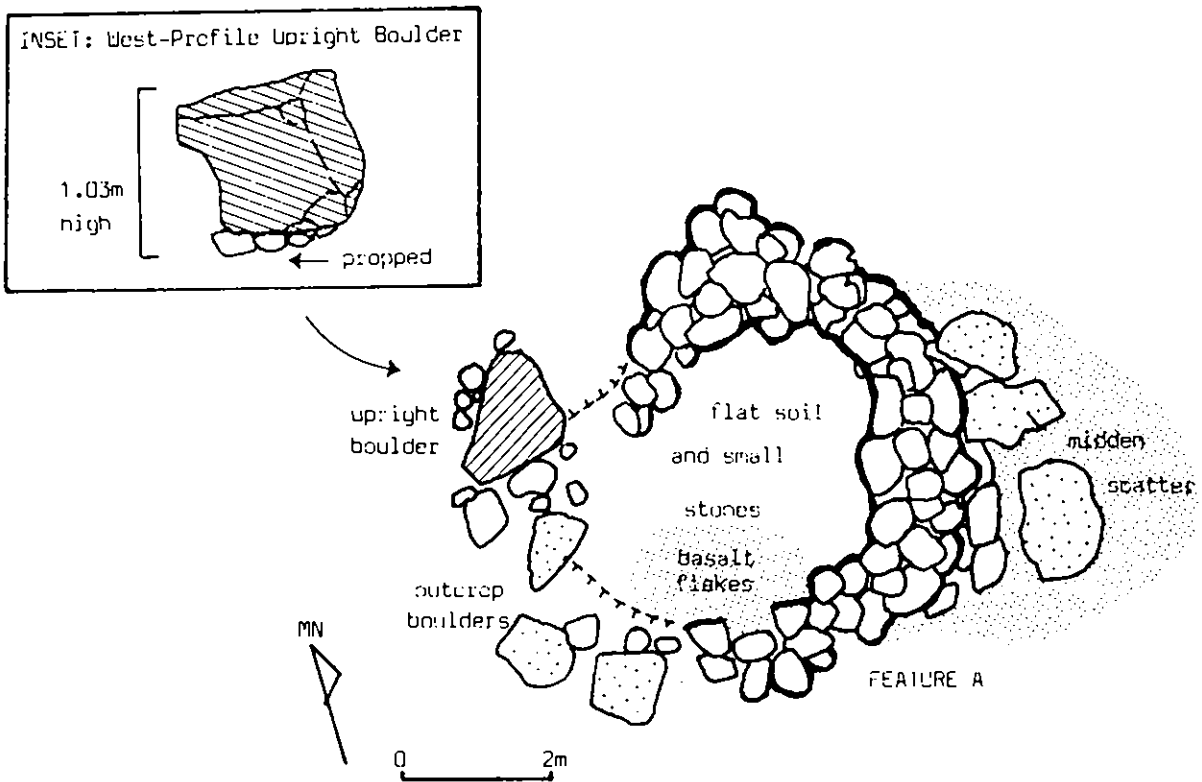 INSET: West-Profile Upright Boulder
1.03m
high
propped
upright
boulder
flat soil
and small
stones
basalt
flakes
midden
scatter
outcrop
boulders
MN
FEATURE A
0 2m